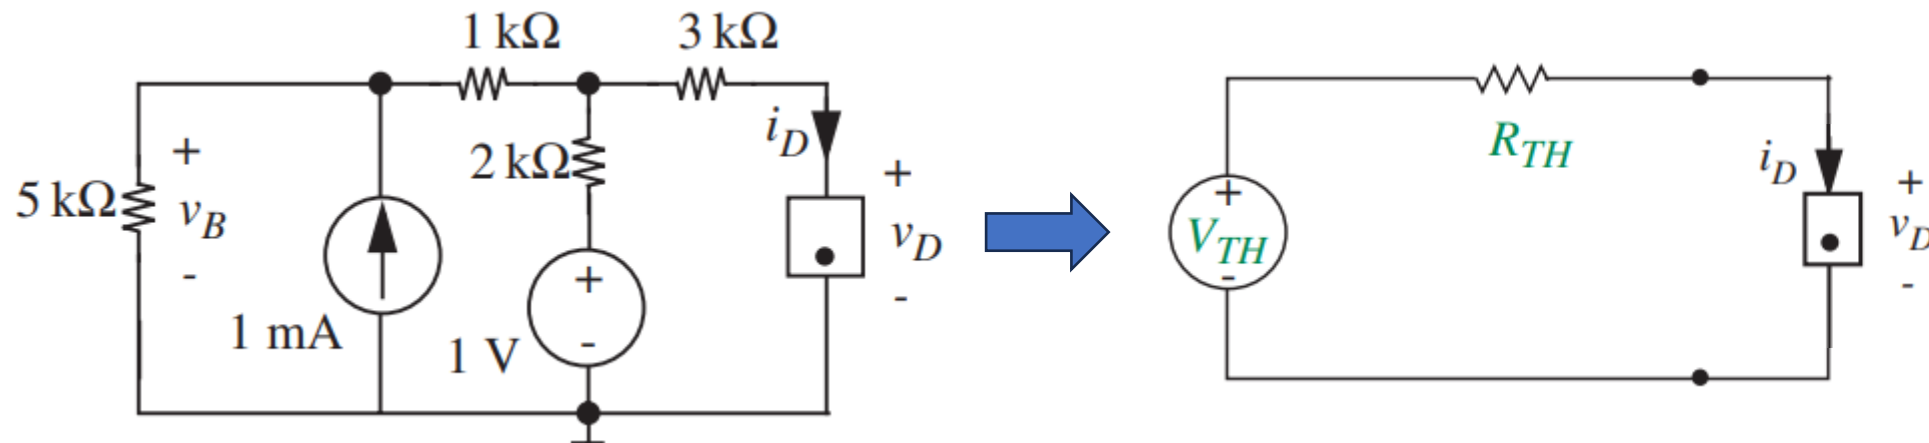 1 kΩ
3 kΩ
5 kΩ
+
v_B
-
1 mA
2 kΩ
+
-
1 V
i_D
+
v_D
-
R_TH
+
V_TH
-
i_D
+
v_D
-